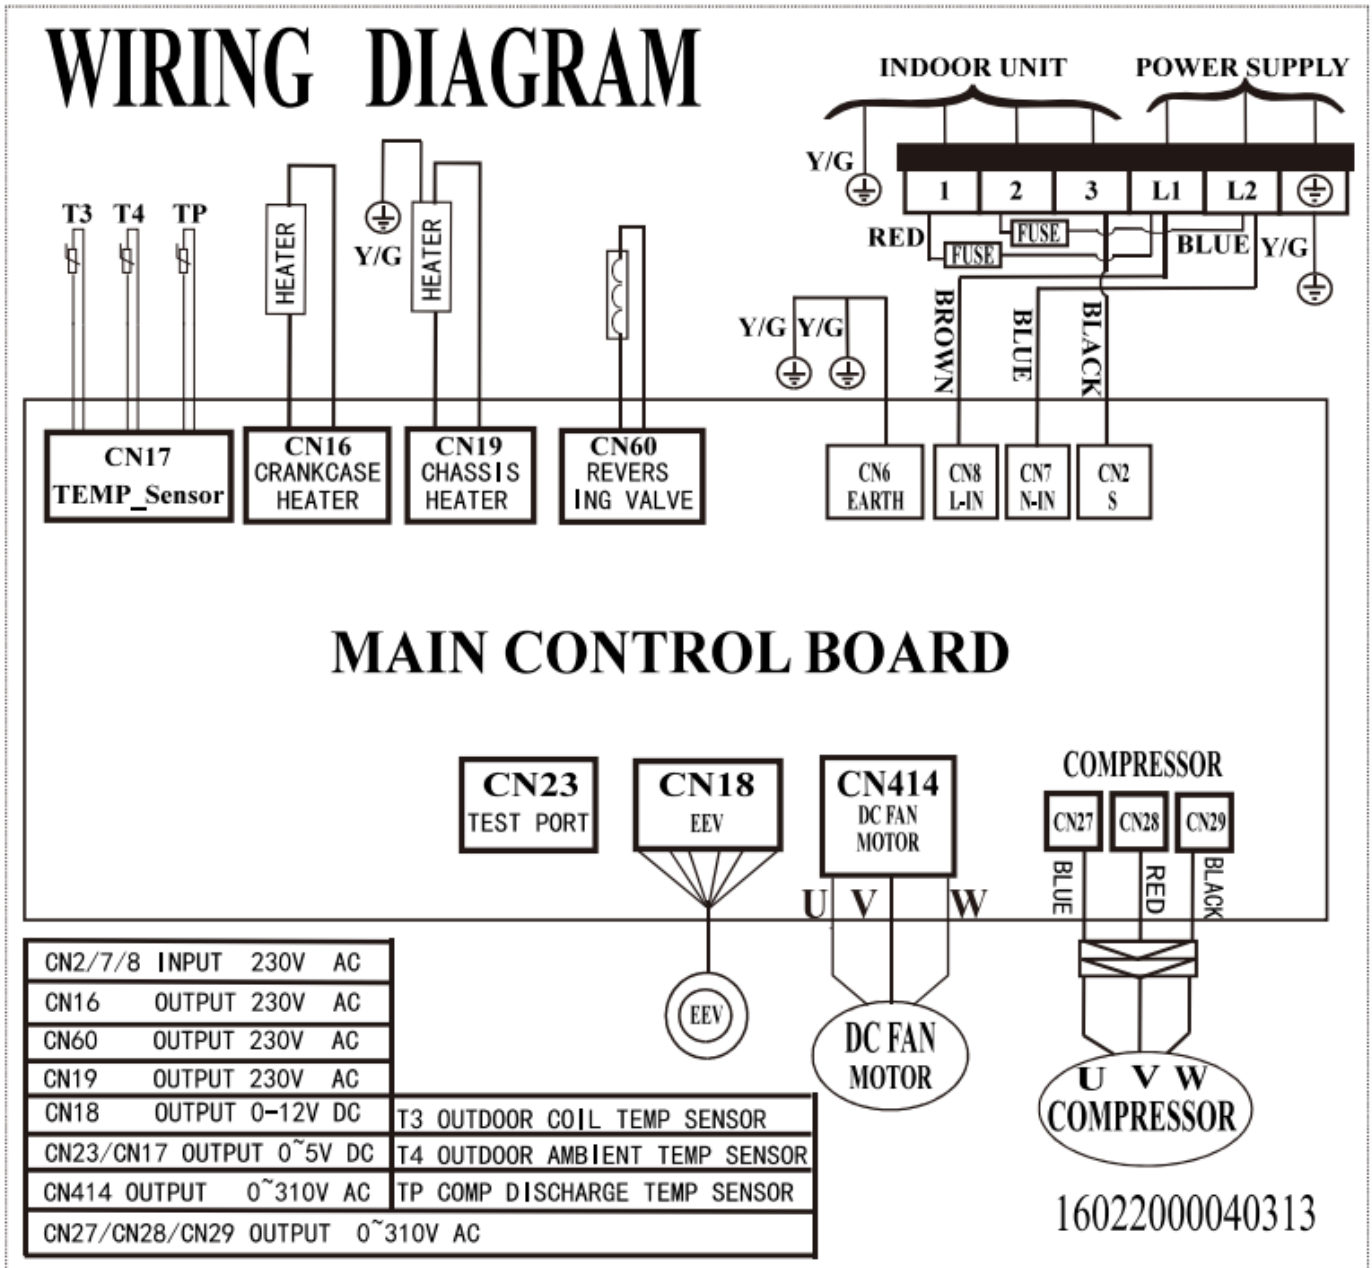 WIRING DIAGRAM
INDOOR UNIT
POWER SUPPLY
Y/G
1 2 3 L1 L2
RED
FUSE
FUSE
BLUE
Y/G
T3 T4 TP
HEATER
Y/G
HEATER
Y/G Y/G
BROWN
BLUE
BLACK
CN17
TEMP_Sensor
CN16
CRANKCASE
HEATER
CN19
CHASSIS
HEATER
CN60
REVERS
ING VALVE
CN6
EARTH
CN8
L-IN
CN7
N-IN
CN2
S
MAIN CONTROL BOARD
CN23
TEST PORT
CN18
EEV
CN414
DC FAN
MOTOR
COMPRESSOR
CN27 CN28 CN29
BLUE
RED
BLACK
U V W
EEV
DC FAN
MOTOR
U V W
COMPRESSOR
CN2/7/8 INPUT 230V AC
CN16 OUTPUT 230V AC
CN60 OUTPUT 230V AC
CN19 OUTPUT 230V AC
CN18 OUTPUT 0-12V DC
T3 OUTDOOR COIL TEMP SENSOR
CN23/CN17 OUTPUT 0~5V DC
T4 OUTDOOR AMBIENT TEMP SENSOR
CN414 OUTPUT 0~310V AC
TP COMP DISCHARGE TEMP SENSOR
CN27/CN28/CN29 OUTPUT 0~310V AC
16022000040313